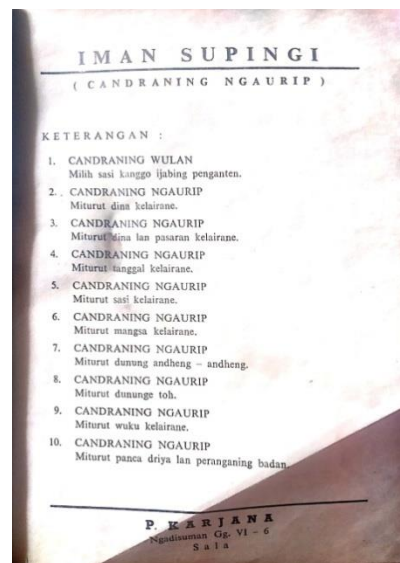 IMAN SUPINGI
( CANDRANING NGAURIP )
KETERANGAN :
1. CANDRANING WULAN
Milih sasi kanggo ijabing penganten.
2. CANDRANING NGAURIP
Miturut dina kelairane.
3. CANDRANING NGAURIP
Miturut dina lan pasaran kelairane.
4. CANDRANING NGAURIP
Miturut tanggal kelairane.
5. CANDRANING NGAURIP
Miturut sasi kelairane.
6. CANDRANING NGAURIP
Miturut mangsa kelairane.
7. CANDRANING NGAURIP
Miturut dunung andheng – andheng.
8. CANDRANING NGAURIP
Miturut dununge toh.
9. CANDRANING NGAURIP
Miturut wuku kelairane.
10. CANDRANING NGAURIP
Miturut panca driya lan peranganing badan.
P. KARJANA
Ngadisuman Gg. VI – 6
Sala